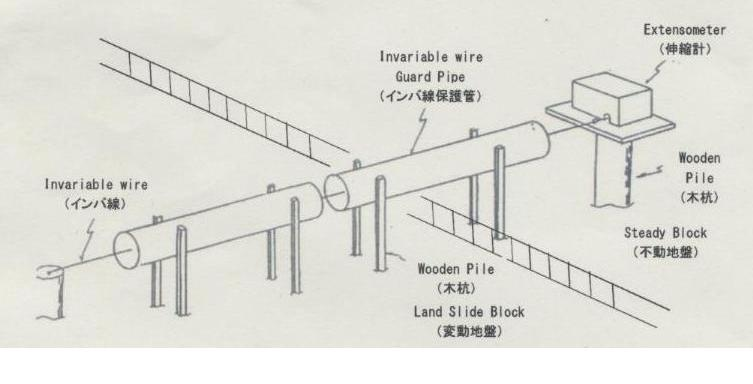 Extensometer
(伸縮計)
Invariable wire
Guard Pipe
(インバ線保護管)
Invariable wire
(インバ線)
Wooden
Pile
(木杭)
Steady Block
(不動地盤)
Wooden Pile
(木杭)
Land Slide Block
(変動地盤)